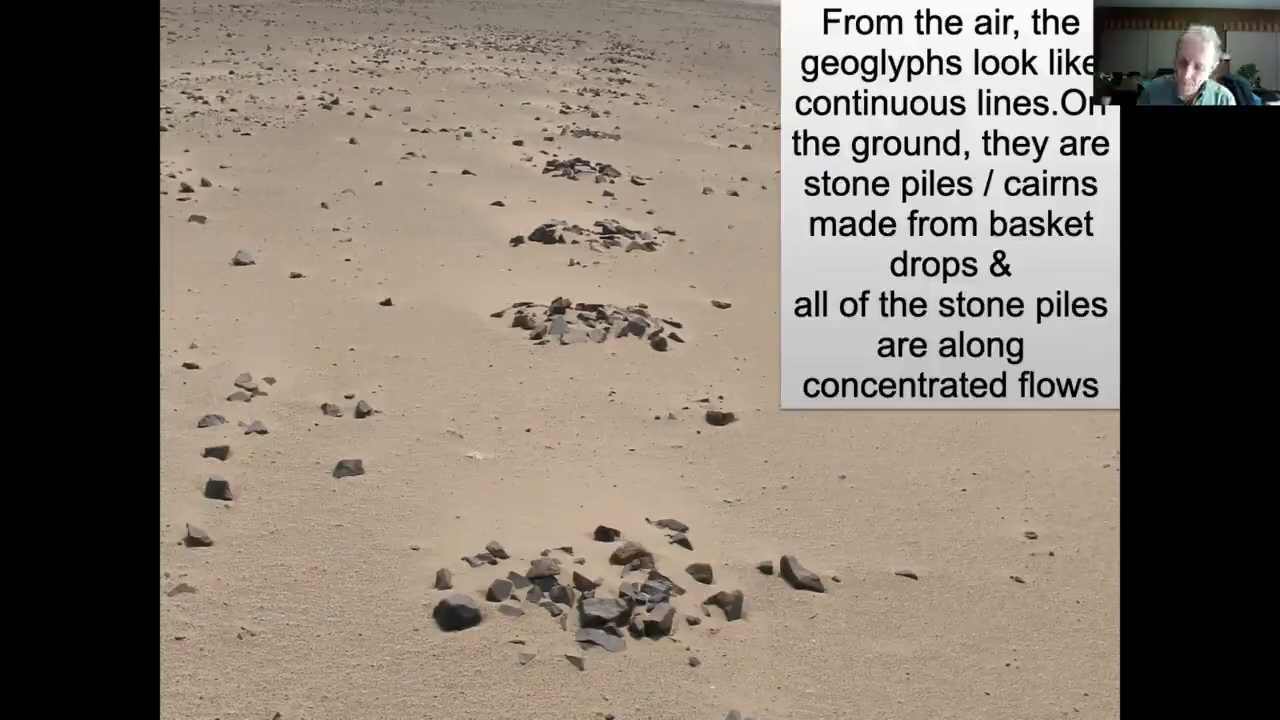 From the air, the
geoglyphs look like
continuous lines.On
the ground, they are
stone piles / cairns
made from basket
drops &
all of the stone piles
are along
concentrated flows